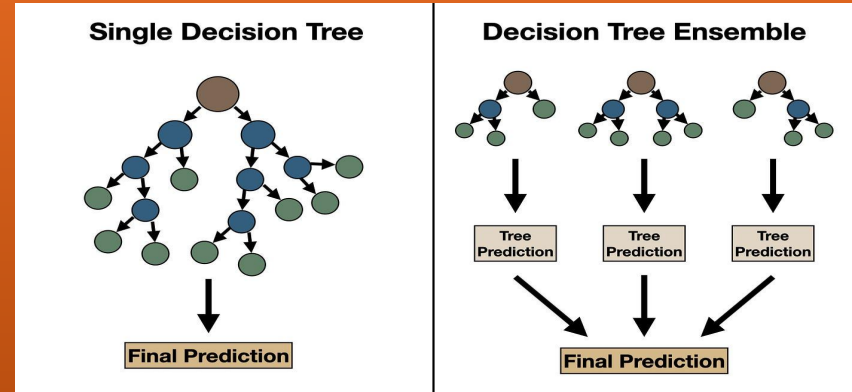 Single Decision Tree
Final Prediction
Decision Tree Ensemble
Tree
Prediction
Tree
Prediction
Tree
Prediction
Final Prediction